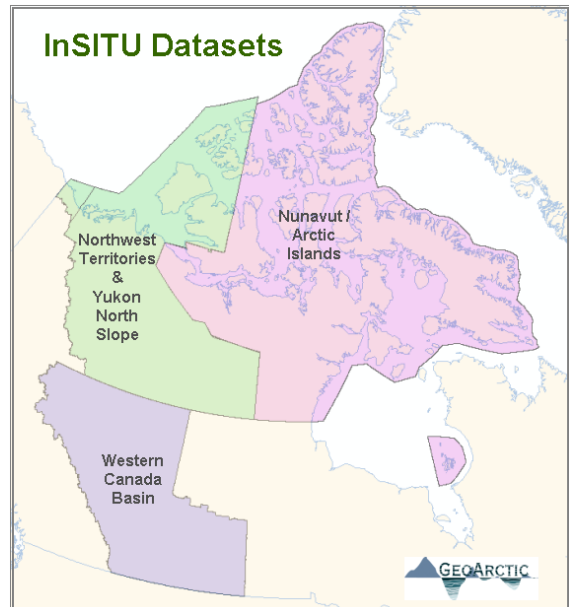 InSITU Datasets
Nunavut /
Arctic
Islands
Northwest
Territories
&
Yukon
North
Slope
Western
Canada
Basin
GEOARCTIC